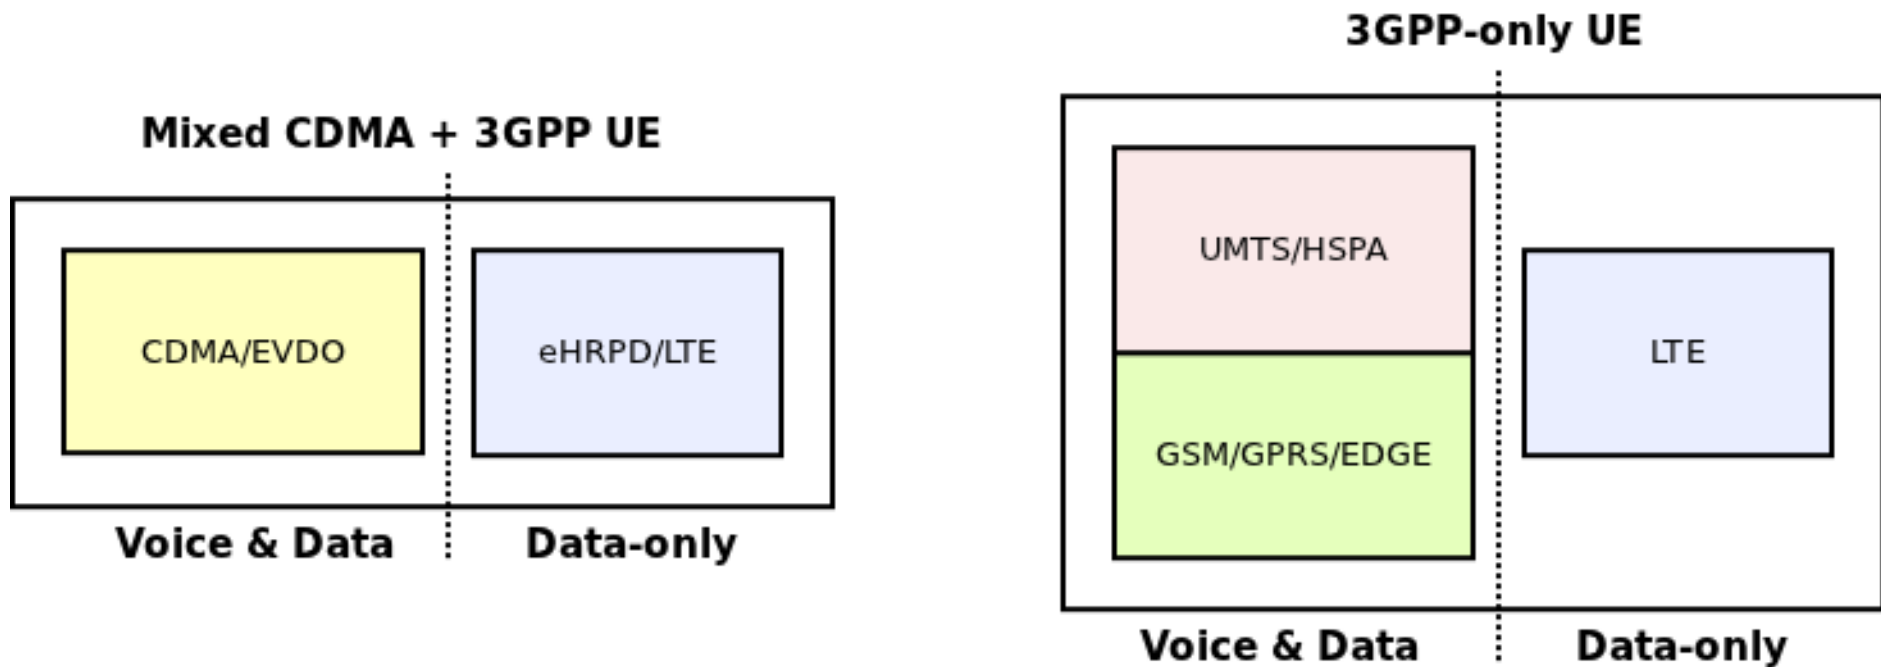 Mixed CDMA + 3GPP UE
CDMA/EVDO
eHRPD/LTE
Voice & Data
Data-only
3GPP-only UE
UMTS/HSPA
GSM/GPRS/EDGE
LTE
Voice & Data
Data-only